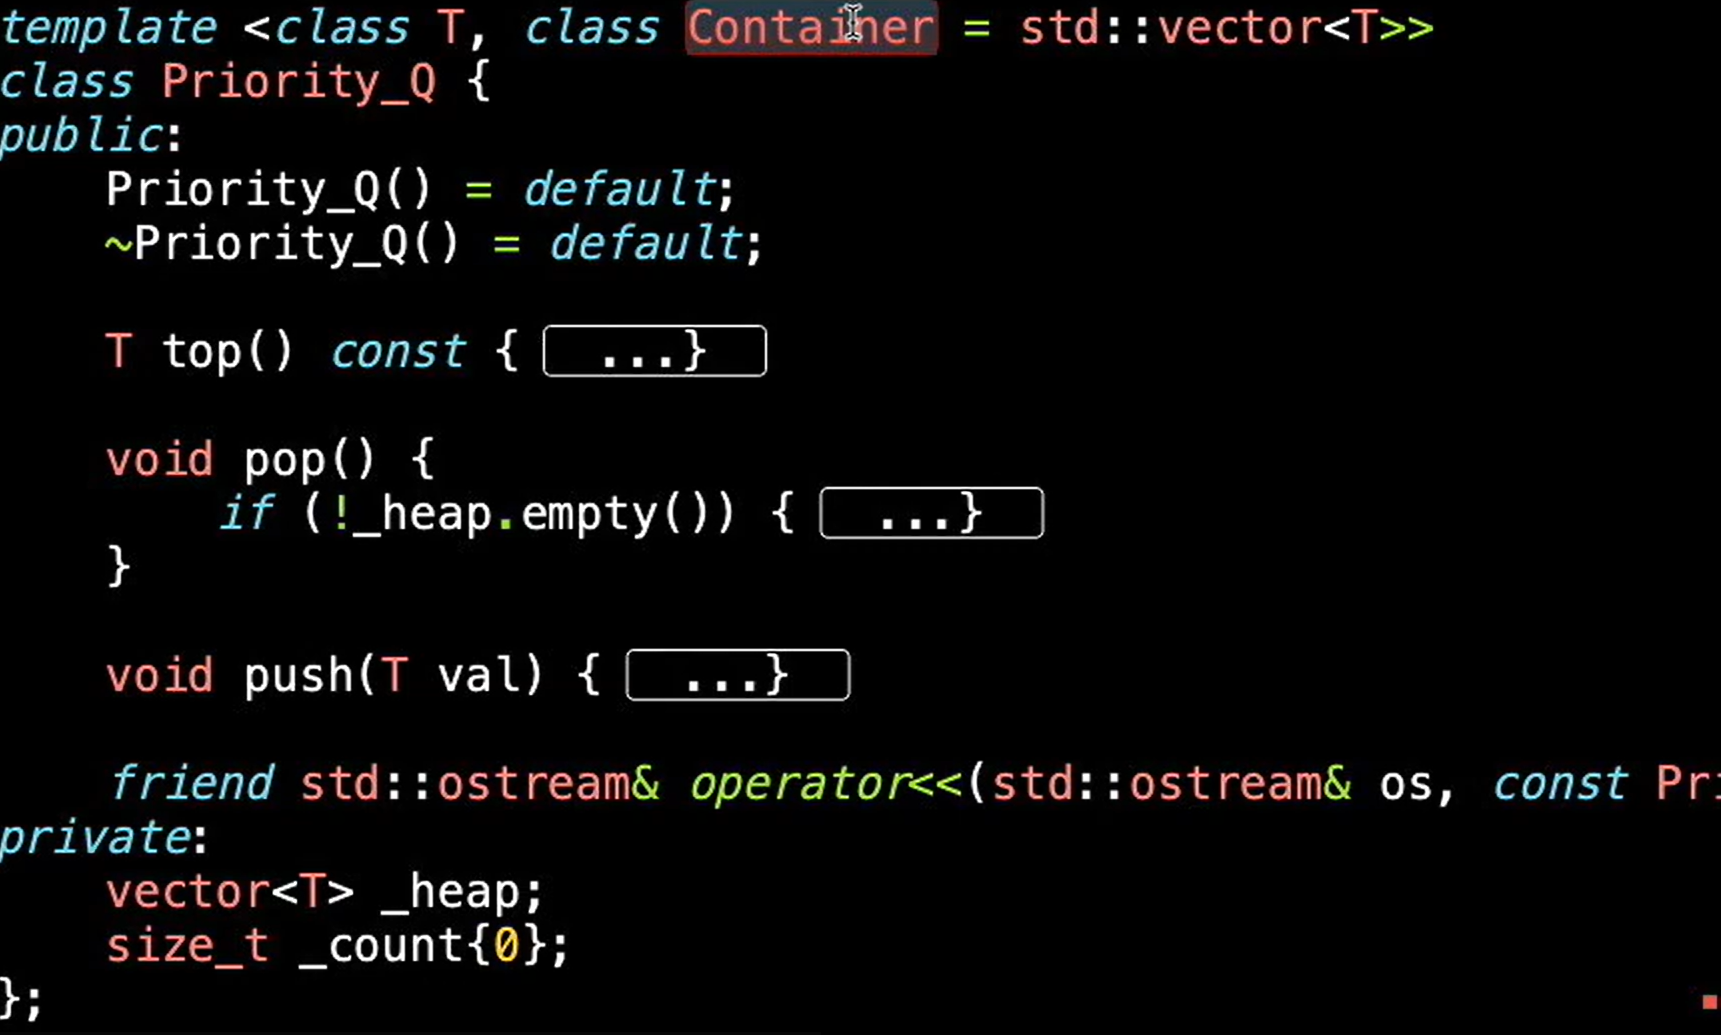 template <class T, class Container = std::vector<T>>
class Priority_Q {
public:
    Priority_Q() = default;
    ~Priority_Q() = default;
    T top() const { ...}
    void pop() {
        if (!_heap.empty()) { ...}
    }
    void push(T val) { ...}
    friend std::ostream& operator<<(std::ostream& os, const Pri
private:
    vector<T> _heap;
    size_t _count{0};
};